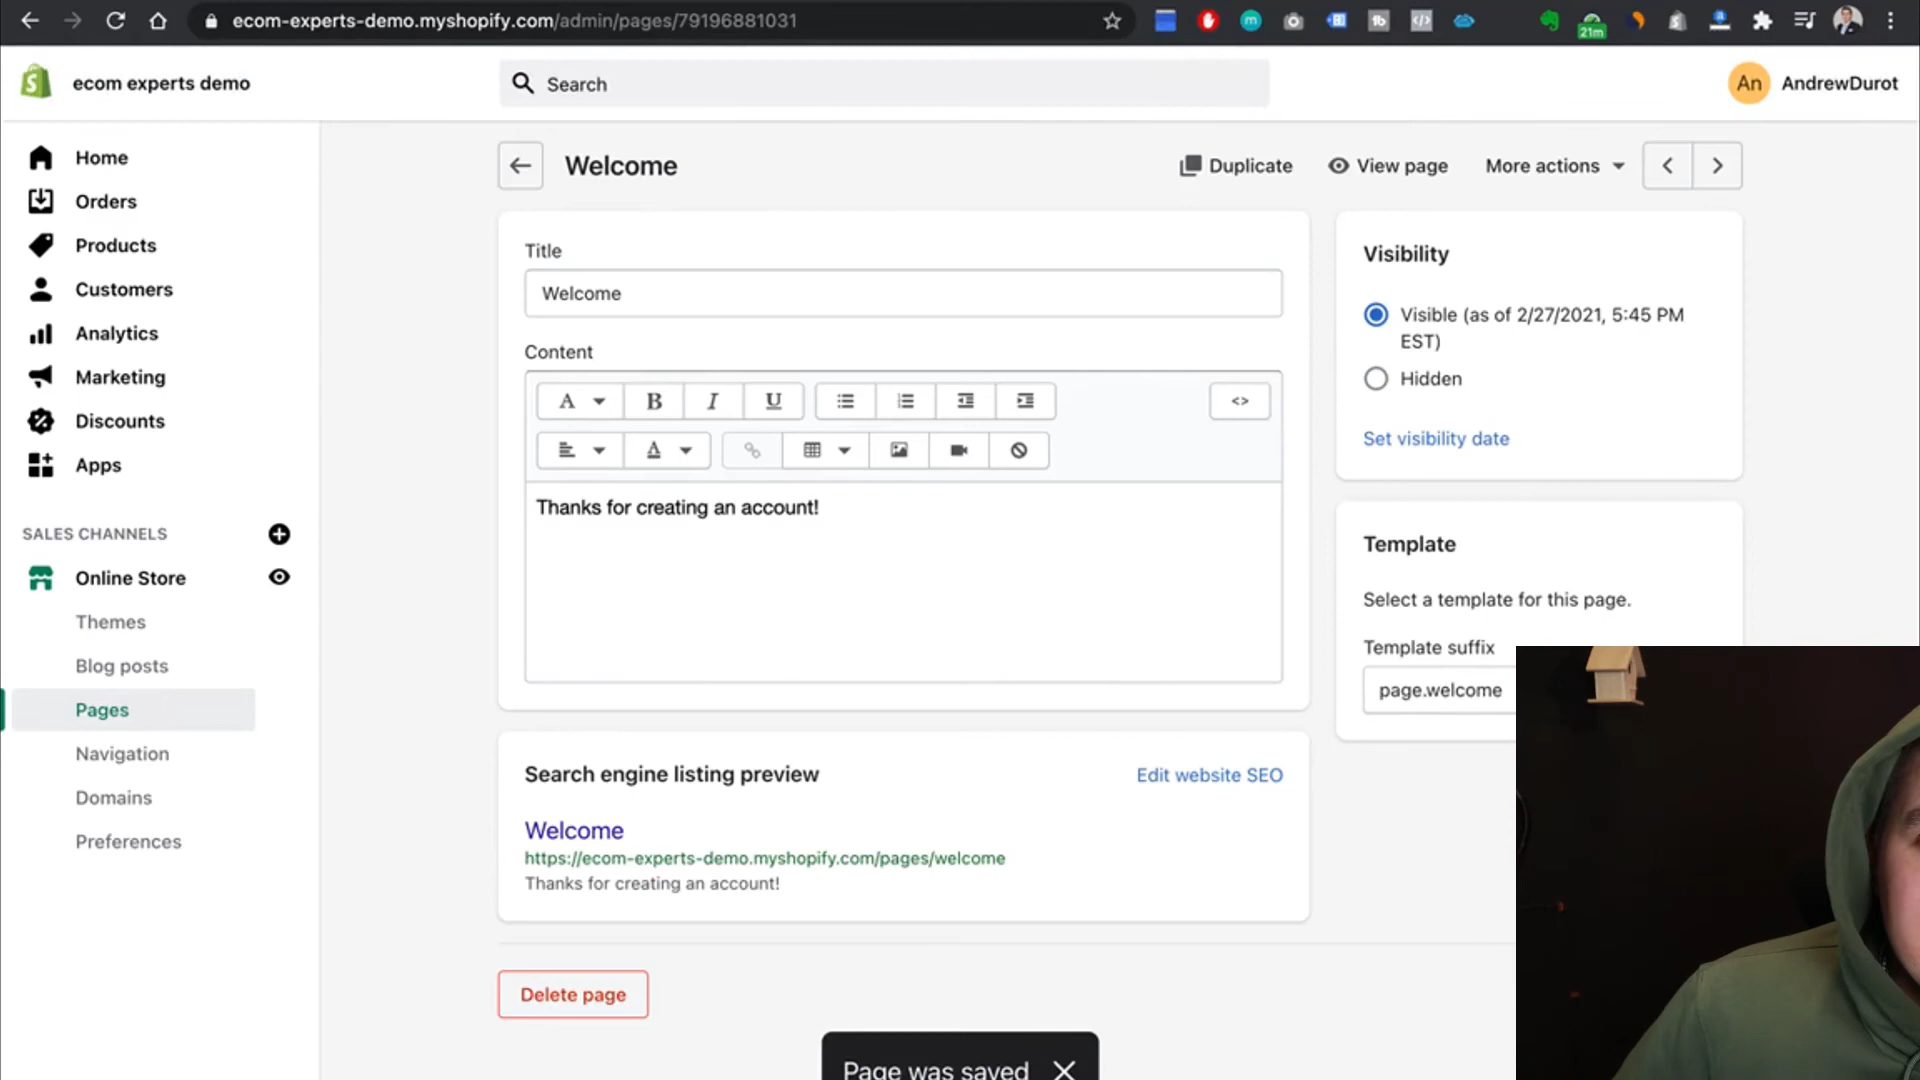 ecom-experts-demo.myshopify.com/admin/pages/79196881031
21m
ecom experts demo
Search
An
AndrewDurot
Home
Orders
Products
Customers
Analytics
Marketing
Discounts
Apps
SALES CHANNELS
Online Store
Themes
Blog posts
Pages
Navigation
Domains
Preferences
Welcome
Duplicate
View page
More actions
Title
Welcome
Content
A
B
I
U
<>
A
Thanks for creating an account!
Search engine listing preview
Edit website SEO
Welcome
https://ecom-experts-demo.myshopify.com/pages/welcome
Thanks for creating an account!
Delete page
Visibility
Visible (as of 2/27/2021, 5:45 PM
EST)
Hidden
Set visibility date
Template
Select a template for this page.
Template suffix
page.welcome
Page was saved